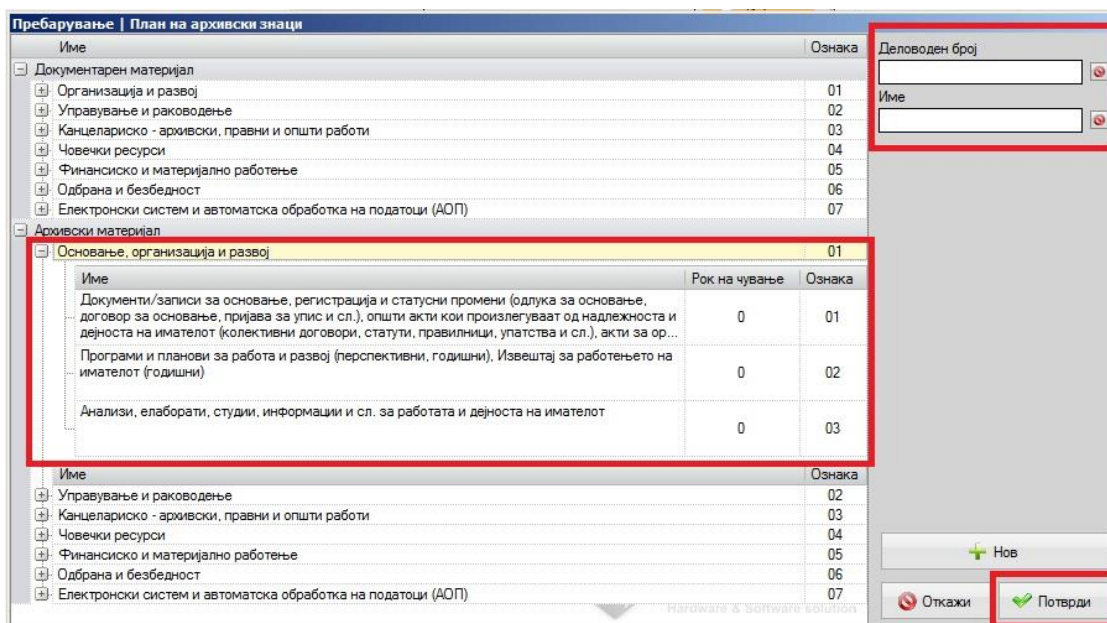 Пребарување | План на архивски знаци
Име Ознака
Документарен материјал
Организација и развој 01
Управување и раководење 02
Канцелариско - архивски, правни и општи работи 03
Човечки ресурси 04
Финансиско и материјално работење 05
Одбрана и безбедност 06
Електронски систем и автоматска обработка на податоци (АОП) 07
Архивски материјал
Основање, организација и развој 01
Име Рок на чување Ознака
Документи/записи за основање, регистрација и статусни промени (одлука за основање,
договор за основање, пријава за упис и сл.), општи акти кои произлегуваат од надлежноста и
дејноста на имателот (колективни договори, статути, правилници, упатства и сл.), акти за ор...
0 01
Програми и планови за работа и развој (перспективни, годишни), Извештај за работењето на
имателот (годишни)
0 02
Анализи, елаборати, студии, информации и сл. за работата и дејноста на имателот
0 03
Име Ознака
Управување и раководење 02
Канцелариско - архивски, правни и општи работи 03
Човечки ресурси 04
Финансиско и материјално работење 05
Одбрана и безбедност 06
Електронски систем и автоматска обработка на податоци (АОП) 07
Hardware & Software solution
Деловоден број
Име
Нов
Откажи Потврди